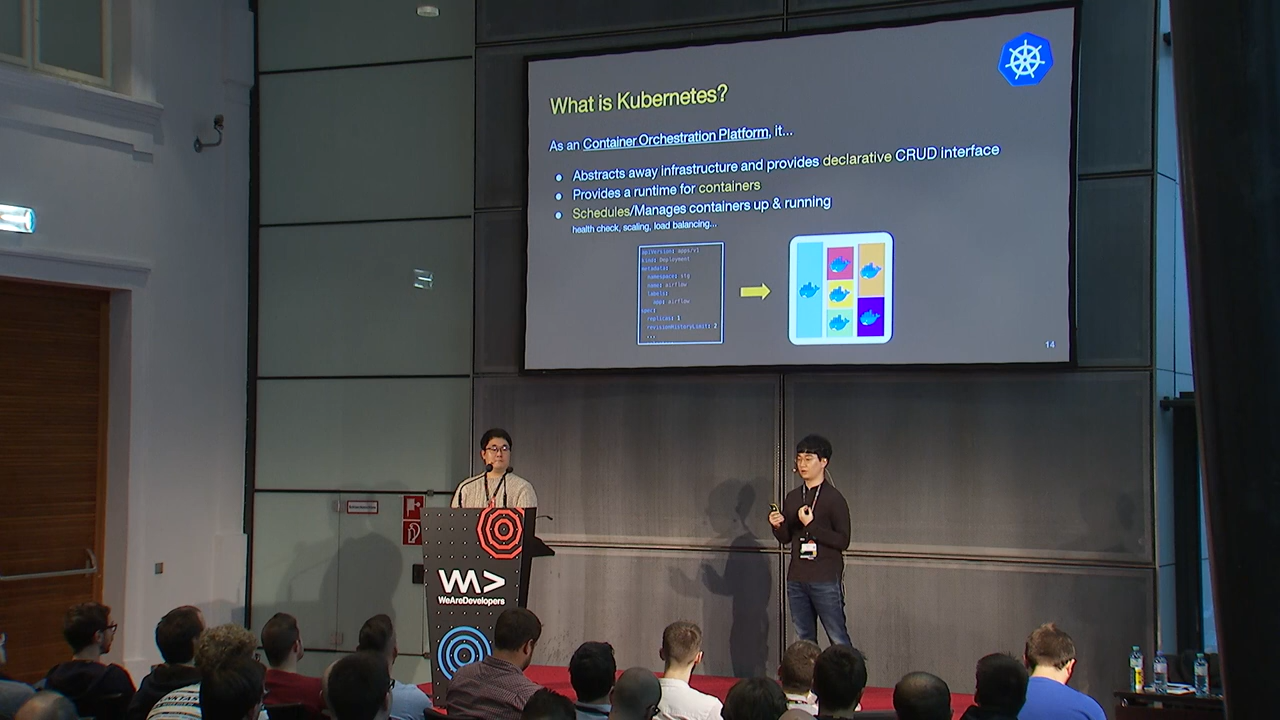 What is Kubernetes?
As an Container Orchestration Platform, it...
● Abstracts away infrastructure and provides declarative CRUD interface
● Provides a runtime for containers
● Schedules/Manages containers up & running
health check, scaling, load balancing...
apiVersion: apps/v1
kind: Deployment
metadata:
namespace: stg
name: airflow
labels:
app: airflow
spec:
replicas: 1
revisionHistoryLimit: 2
...
14
WeAreDevelopers